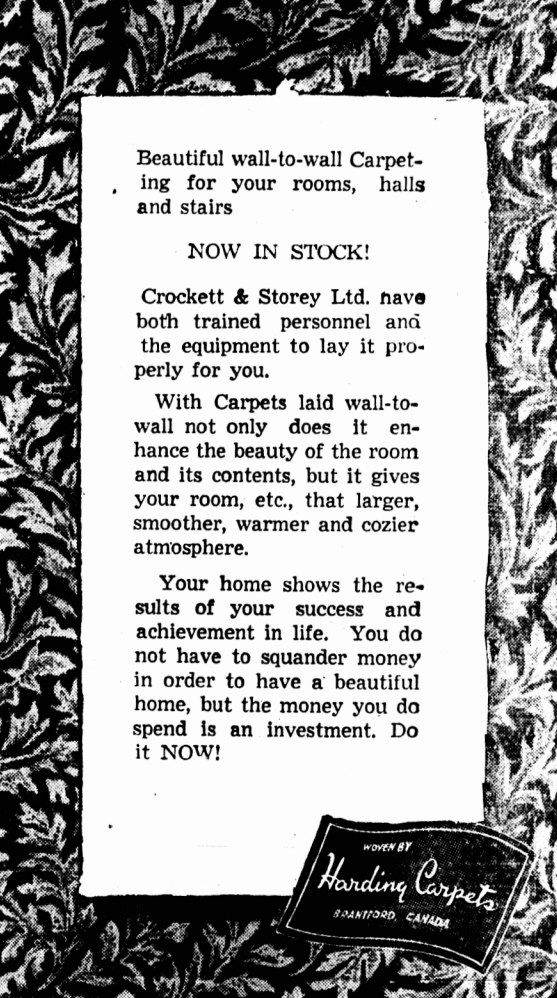 Beautiful wall-to-wall Carpet-
ing for your rooms, halls
and stairs
NOW IN STOCK!
Crockett & Storey Ltd. have
both trained personnel and
the equipment to lay it pro-
perly for you.
With Carpets laid wall-to-
wall not only does it en-
hance the beauty of the room
and its contents, but it gives
your room, etc., that larger,
smoother, warmer and cozier
atmosphere.
Your home shows the re-
sults of your success and
achievement in life. You do
not have to squander money
in order to have a beautiful
home, but the money you do
spend is an investment. Do
it NOW!
WOVEN BY
Harding Carpets
BRANTFORD, CANADA